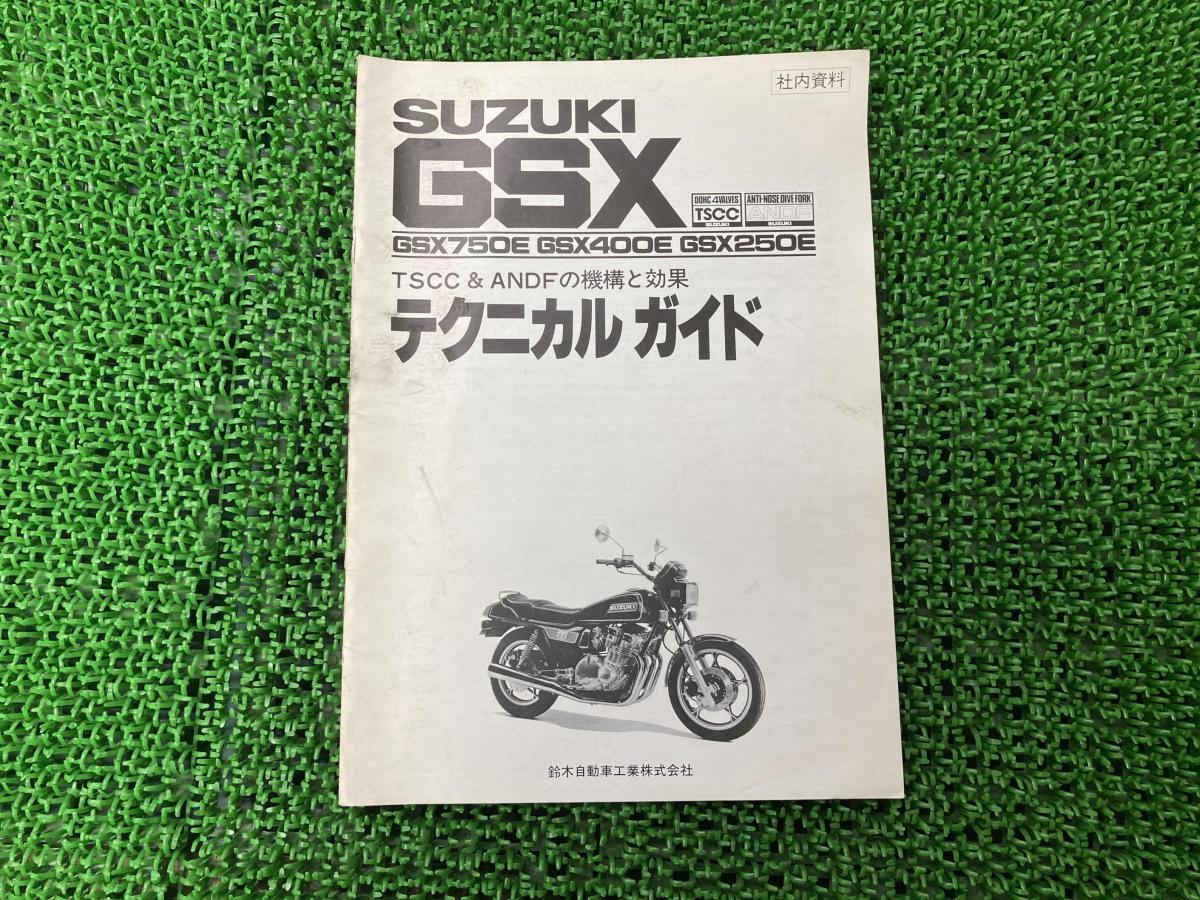 社内資料
SUZUKI
GSX
DOHC 4VALVES
TSCC
SUZUKI
ANTI-NOSE DIVE FORK
ANDF
SUZUKI
GSX750E GSX400E GSX250E
TSCC & ANDFの機構と効果
テクニカル ガイド
SUZUKI
鈴木自動車工業株式会社